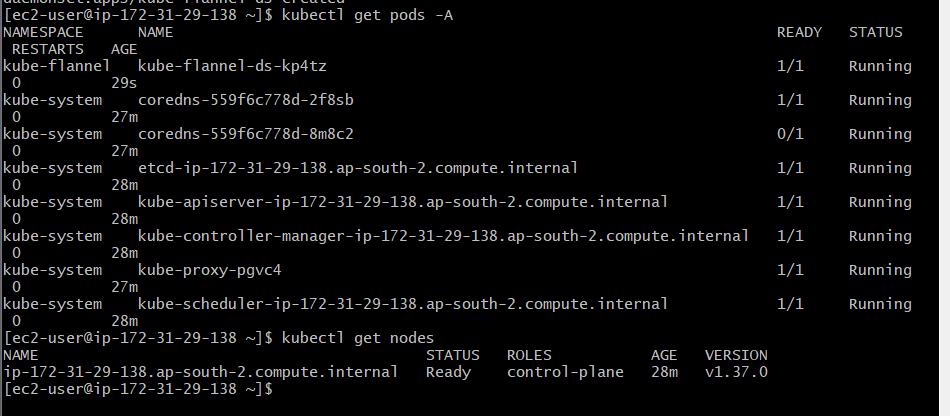 daemonset.apps/kube-flannel-ds created
[ec2-user@ip-172-31-29-138 ~]$ kubectl get pods -A
NAMESPACE      NAME                                                                   READY   STATUS
 RESTARTS   AGE
kube-flannel   kube-flannel-ds-kp4tz                                                  1/1     Running
 0          29s
kube-system    coredns-559f6c778d-2f8sb                                               1/1     Running
 0          27m
kube-system    coredns-559f6c778d-8m8c2                                               0/1     Running
 0          27m
kube-system    etcd-ip-172-31-29-138.ap-south-2.compute.internal                      1/1     Running
 0          28m
kube-system    kube-apiserver-ip-172-31-29-138.ap-south-2.compute.internal            1/1     Running
 0          28m
kube-system    kube-controller-manager-ip-172-31-29-138.ap-south-2.compute.internal   1/1     Running
 0          28m
kube-system    kube-proxy-pgvc4                                                       1/1     Running
 0          27m
kube-system    kube-scheduler-ip-172-31-29-138.ap-south-2.compute.internal            1/1     Running
 0          28m
[ec2-user@ip-172-31-29-138 ~]$ kubectl get nodes
NAME                                           STATUS   ROLES           AGE   VERSION
ip-172-31-29-138.ap-south-2.compute.internal   Ready    control-plane   28m   v1.37.0
[ec2-user@ip-172-31-29-138 ~]$